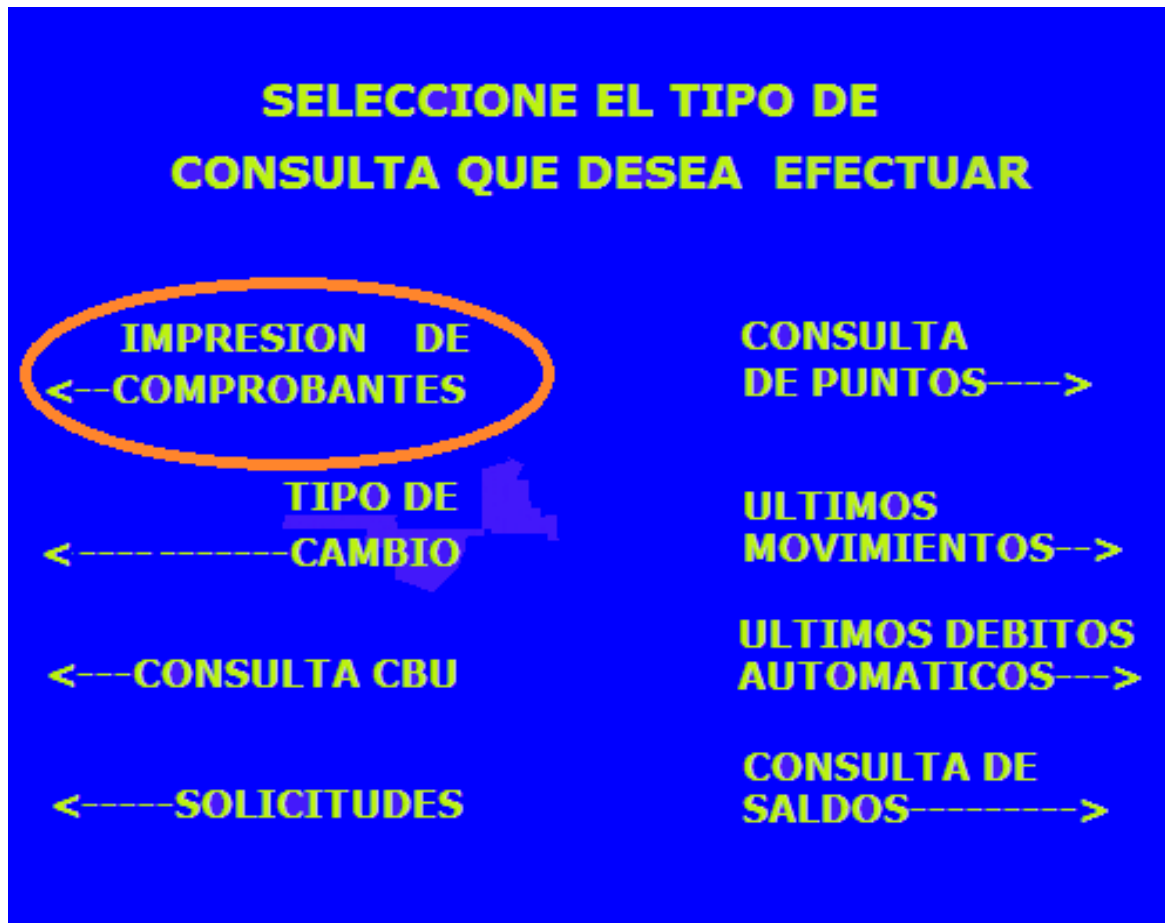 SELECCIONE EL TIPO DE
CONSULTA QUE DESEA EFECTUAR
IMPRESION DE
<--COMPROBANTES
CONSULTA
DE PUNTOS---->
TIPO DE
<------------CAMBIO
ULTIMOS
MOVIMIENTOS-->
<---CONSULTA CBU
ULTIMOS DEBITOS
AUTOMATICOS--->
<-----SOLICITUDES
CONSULTA DE
SALDOS--------->